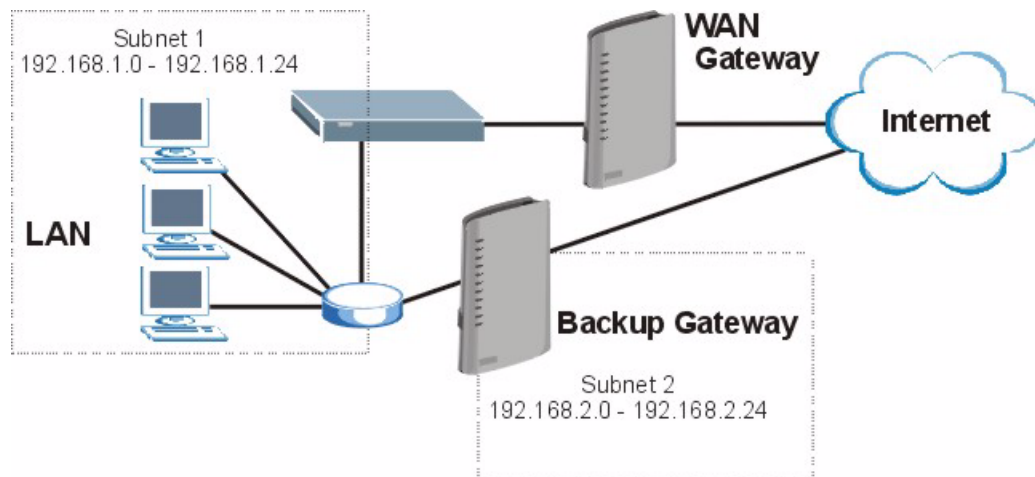 Subnet 1
192.168.1.0 - 192.168.1.24
WAN
Gateway
Internet
LAN
Backup Gateway
Subnet 2
192.168.2.0 - 192.168.2.24